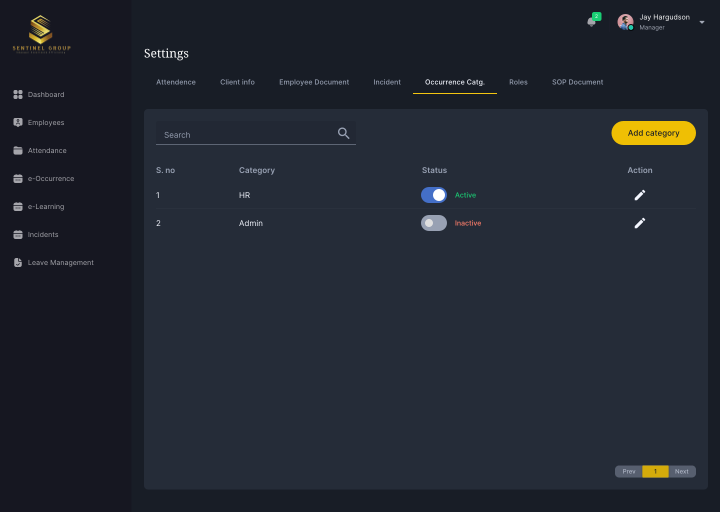 SENTINEL GROUP
2
Jay Hargudson
Manager
Settings
Attendence Client info Employee Document Incident Occurrence Catg. Roles SOP Document
Dashboard
Employees
Attendance
e-Occurrence
e-Learning
Incidents
Leave Management
Search
Add category
S. no Category Status Action
1 HR Active
2 Admin Inactive
Prev 1 Next